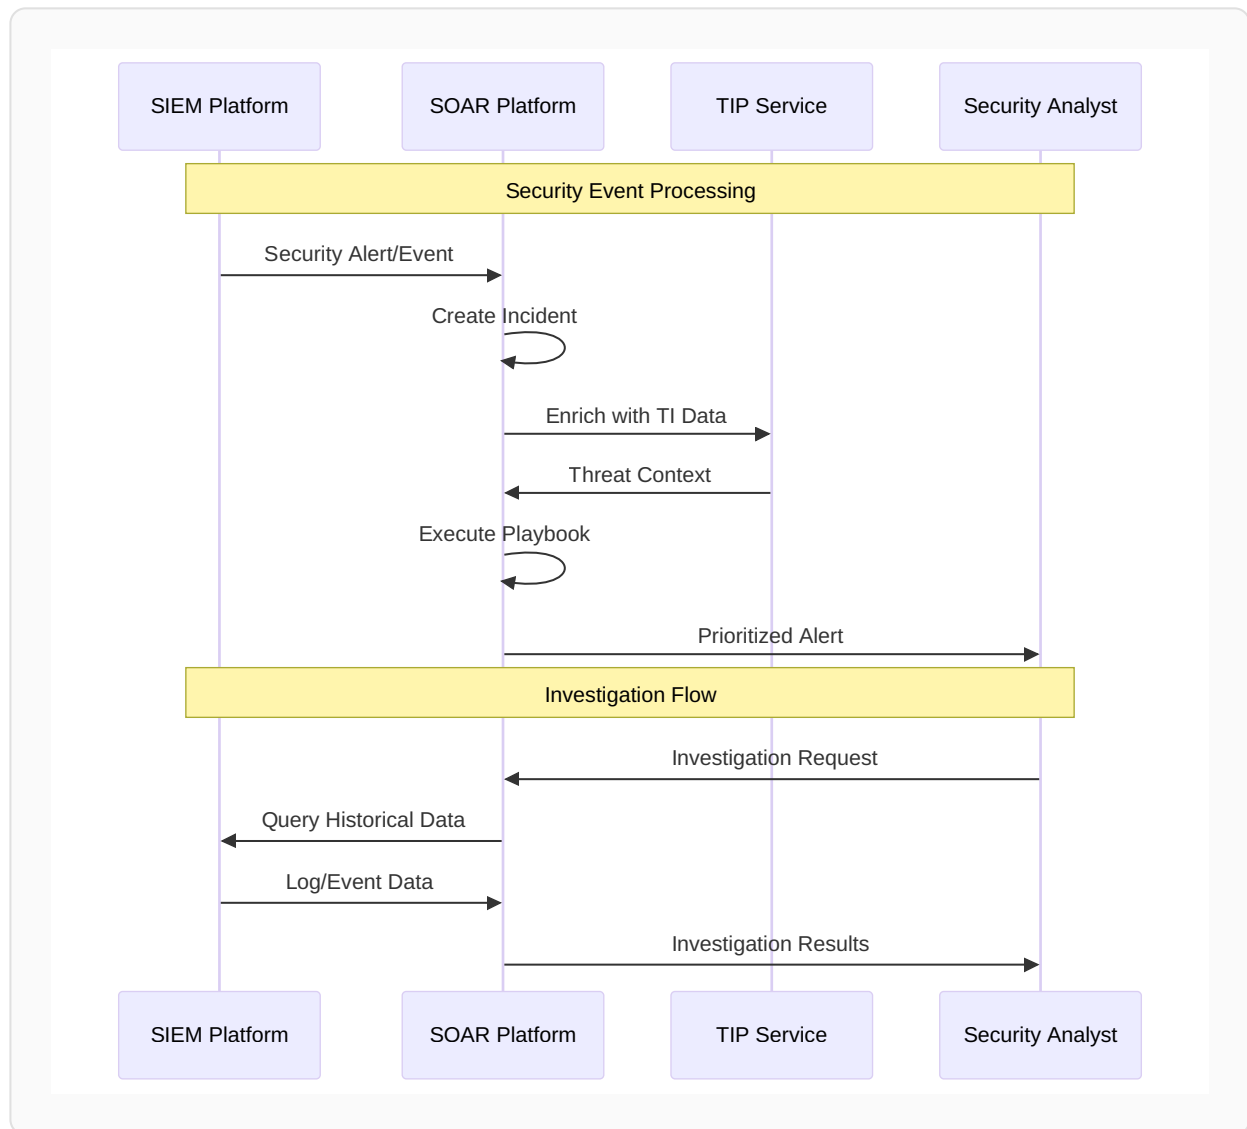 SIEM Platform
SOAR Platform
TIP Service
Security Analyst
Security Event Processing
Security Alert/Event
Create Incident
Enrich with TI Data
Threat Context
Execute Playbook
Prioritized Alert
Investigation Flow
Investigation Request
Query Historical Data
Log/Event Data
Investigation Results
SIEM Platform
SOAR Platform
TIP Service
Security Analyst